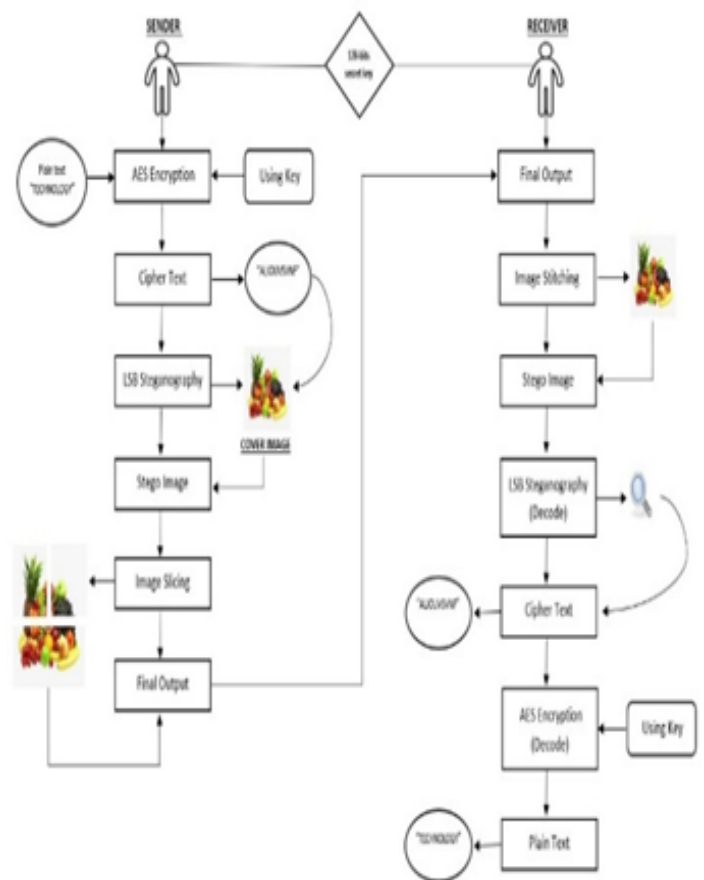 SENDER
RECEIVER
secret key
Plain text
"TECHNOLOGY"
AES Encryption
Using Key
Final Output
Cipher Text
Image Stitching
LSB Steganography
Stego Image
COVER IMAGE
Stego Image
LSB Steganography
(Decode)
Image Slicing
Cipher Text
Final Output
AES Encryption
(Decode)
Using Key
"TECHNOLOGY"
Plain Text